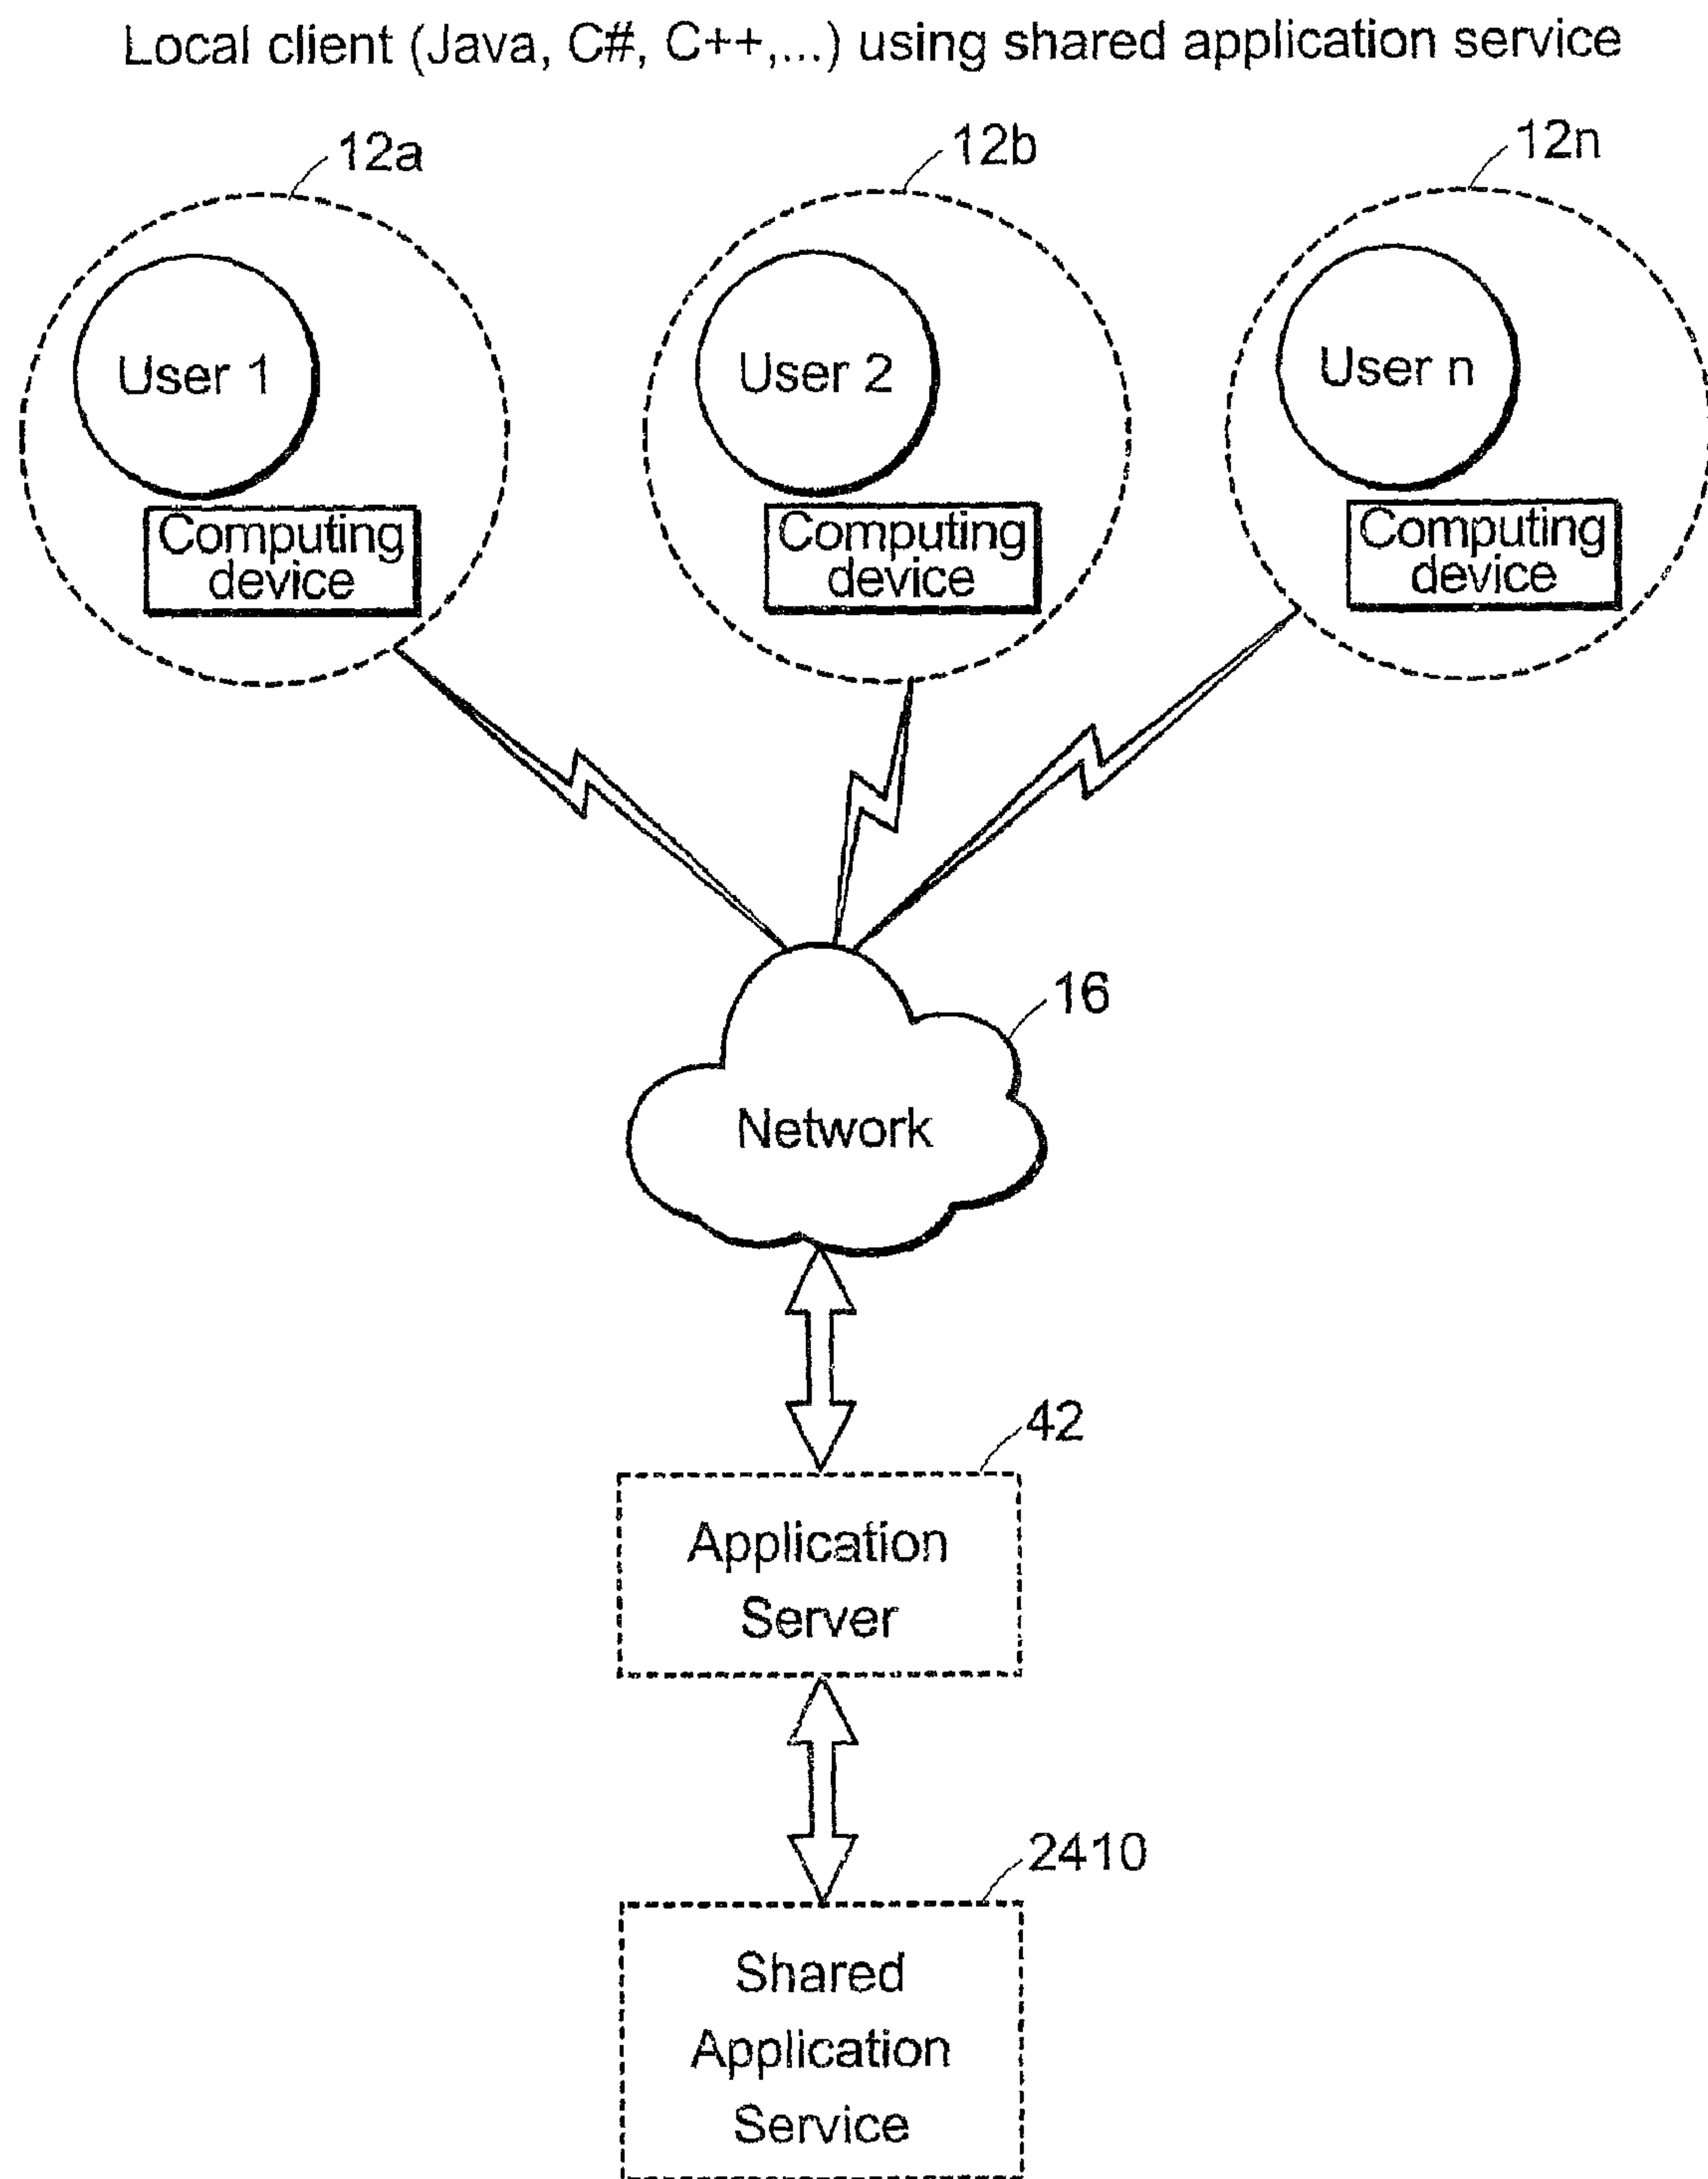 Local client (Java, C#, C++,...) using shared application service
12a
12b
12n
User 1
User 2
User n
Computing
device
Computing
device
Computing
device
16
Network
42
Application
Server
2410
Shared
Application
Service